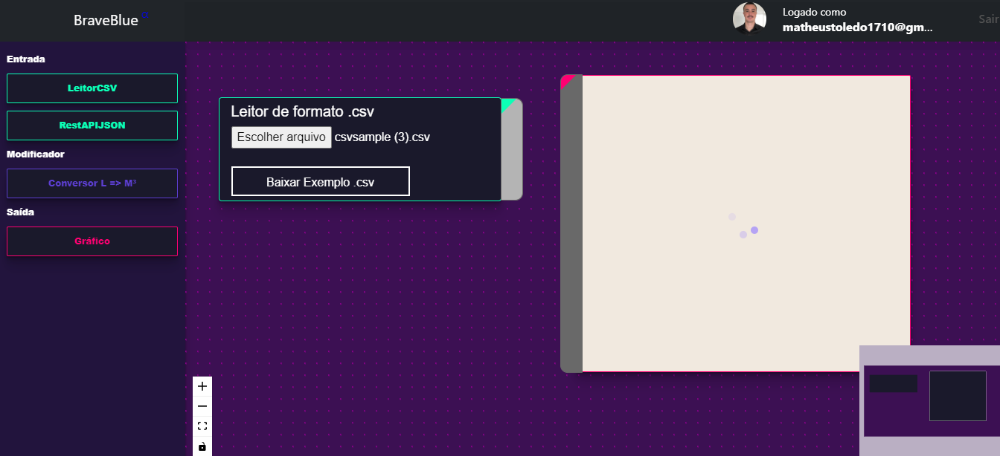 BraveBlue
Logado como
matheustoledo1710@gm...
Sair
Entrada
LeitorCSV
RestAPIJSON
Modificador
Conversor L => M³
Saída
Gráfico
Leitor de formato .csv
Escolher arquivo csvsample (3).csv
Baixar Exemplo .csv